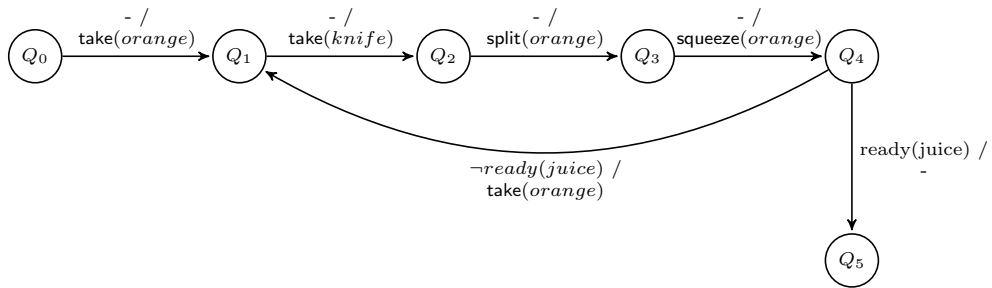 - /
take(orange)
- /
take(knife)
- /
split(orange)
- /
squeeze(orange)
Q0
Q1
Q2
Q3
Q4
¬ready(juice) /
take(orange)
ready(juice) /
-
Q5